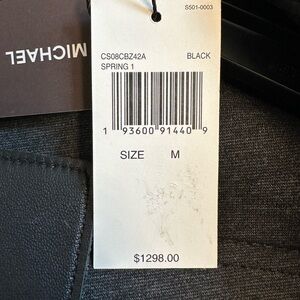 S501-0003
MICHAEL
CS08CBZ42A BLACK
SPRING 1
1 93600 91440 9
SIZE M
$1298.00